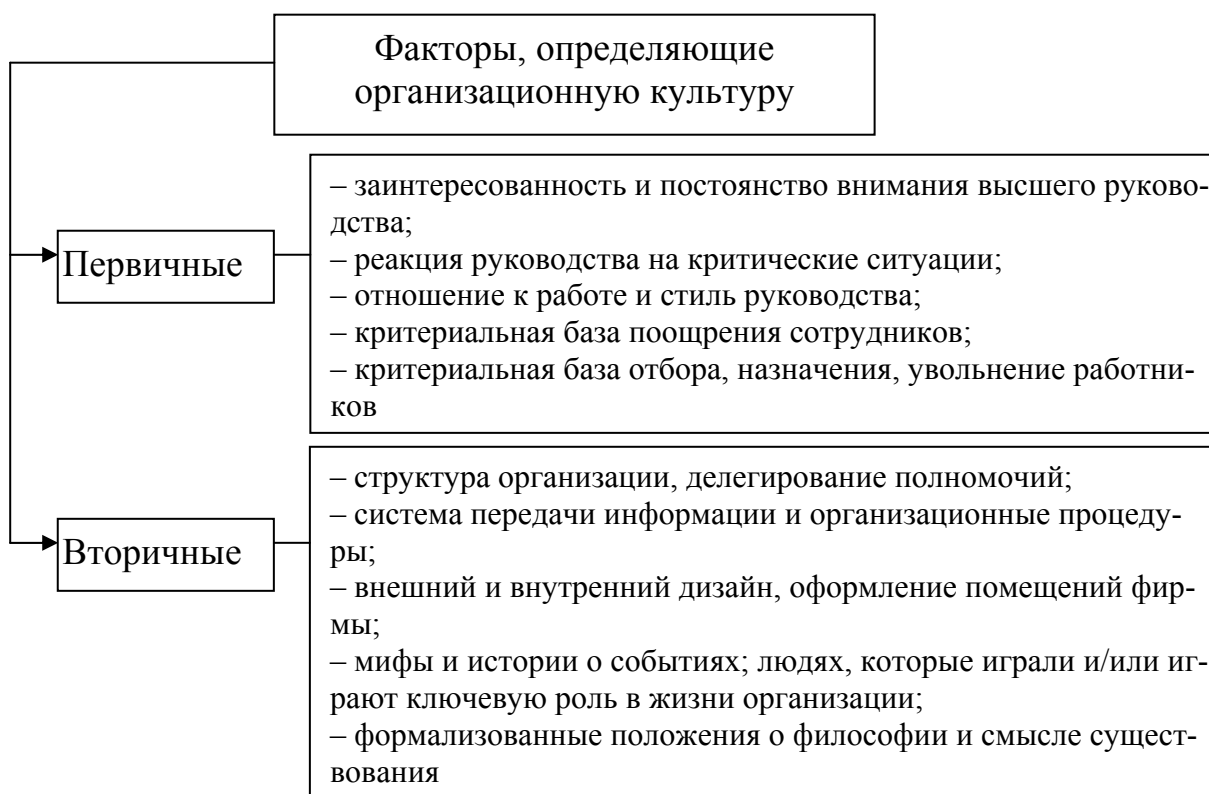 Факторы, определяющие
организационную культуру
Первичные
– заинтересованность и постоянство внимания высшего руково-
дства;
– реакция руководства на критические ситуации;
– отношение к работе и стиль руководства;
– критериальная база поощрения сотрудников;
– критериальная база отбора, назначения, увольнение работни-
ков
Вторичные
– структура организации, делегирование полномочий;
– система передачи информации и организационные процеду-
ры;
– внешний и внутренний дизайн, оформление помещений фир-
мы;
– мифы и истории о событиях; людях, которые играли и/или иг-
рают ключевую роль в жизни организации;
– формализованные положения о философии и смысле сущест-
вования